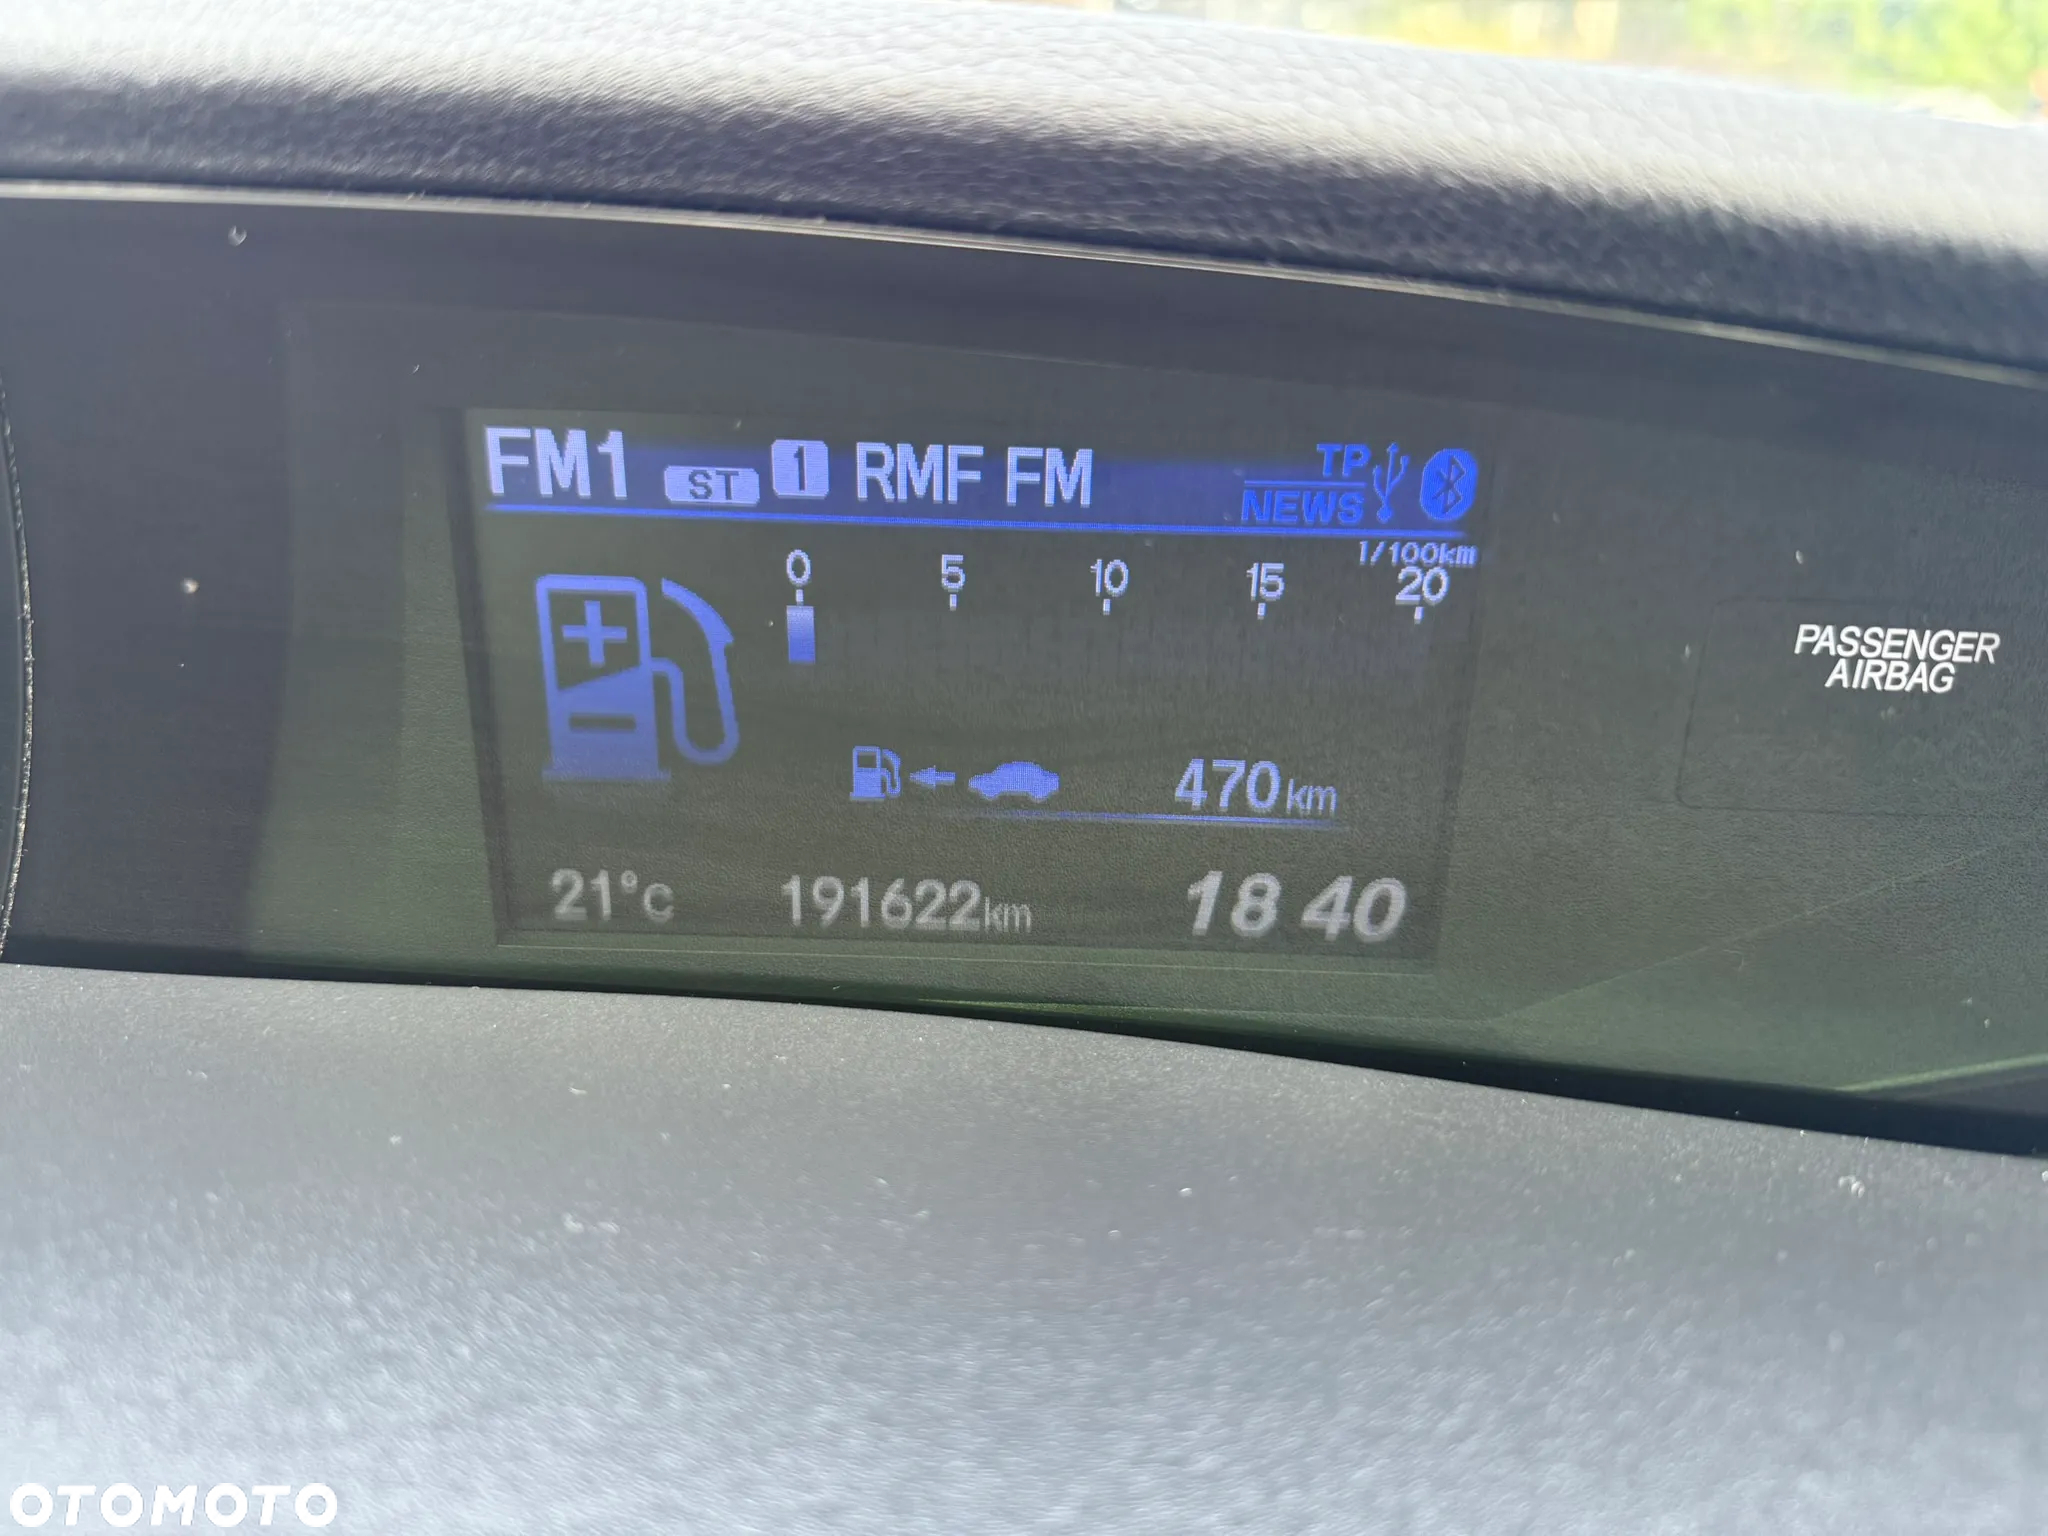 FM1 ST 1 RMF FM TP
NEWS
1/100km
0 5 10 15 20
PASSENGER
AIRBAG
470km
21°C 191622km 18 40
OTOMOTO